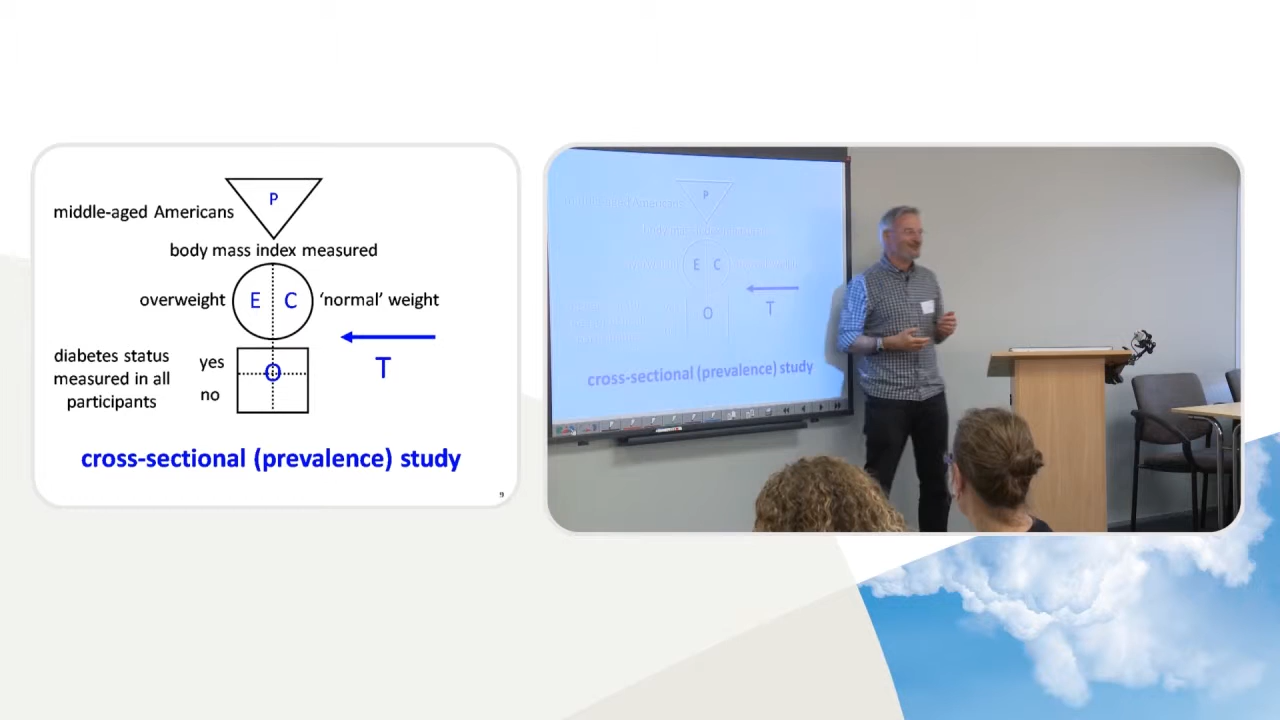 P
middle-aged Americans
body mass index measured
overweight E C ‘normal’ weight
diabetes status
measured in all
participants
yes
no
O
T
cross-sectional (prevalence) study
9
P
E C
O
T
cross-sectional (prevalence) study